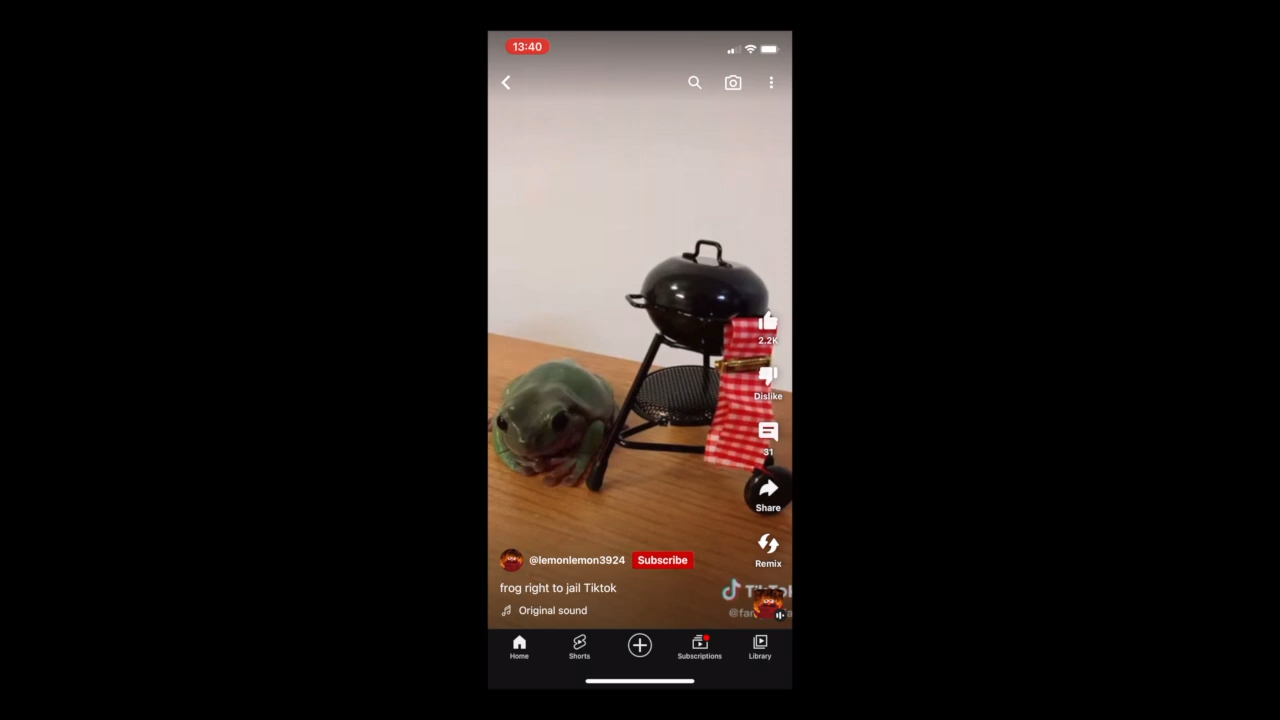 13:40
2.2K
Dislike
31
Share
@lemonlemon3924 Subscribe
Remix
frog right to jail Tiktok
Original sound
Home Shorts Subscriptions Library